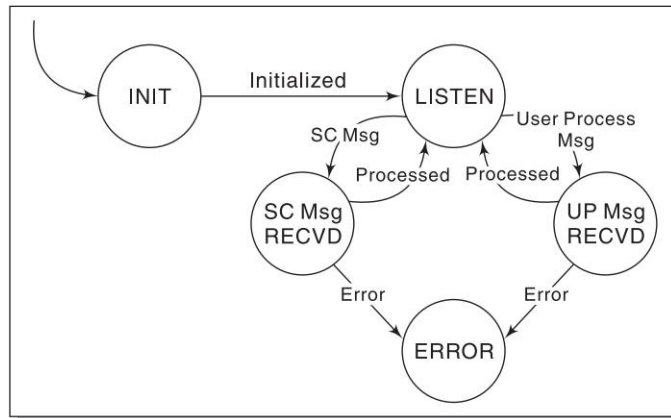 INIT
Initialized
LISTEN
SC Msg
User Process
Msg
Processed
Processed
SC Msg
RECVD
UP Msg
RECVD
Error
Error
ERROR